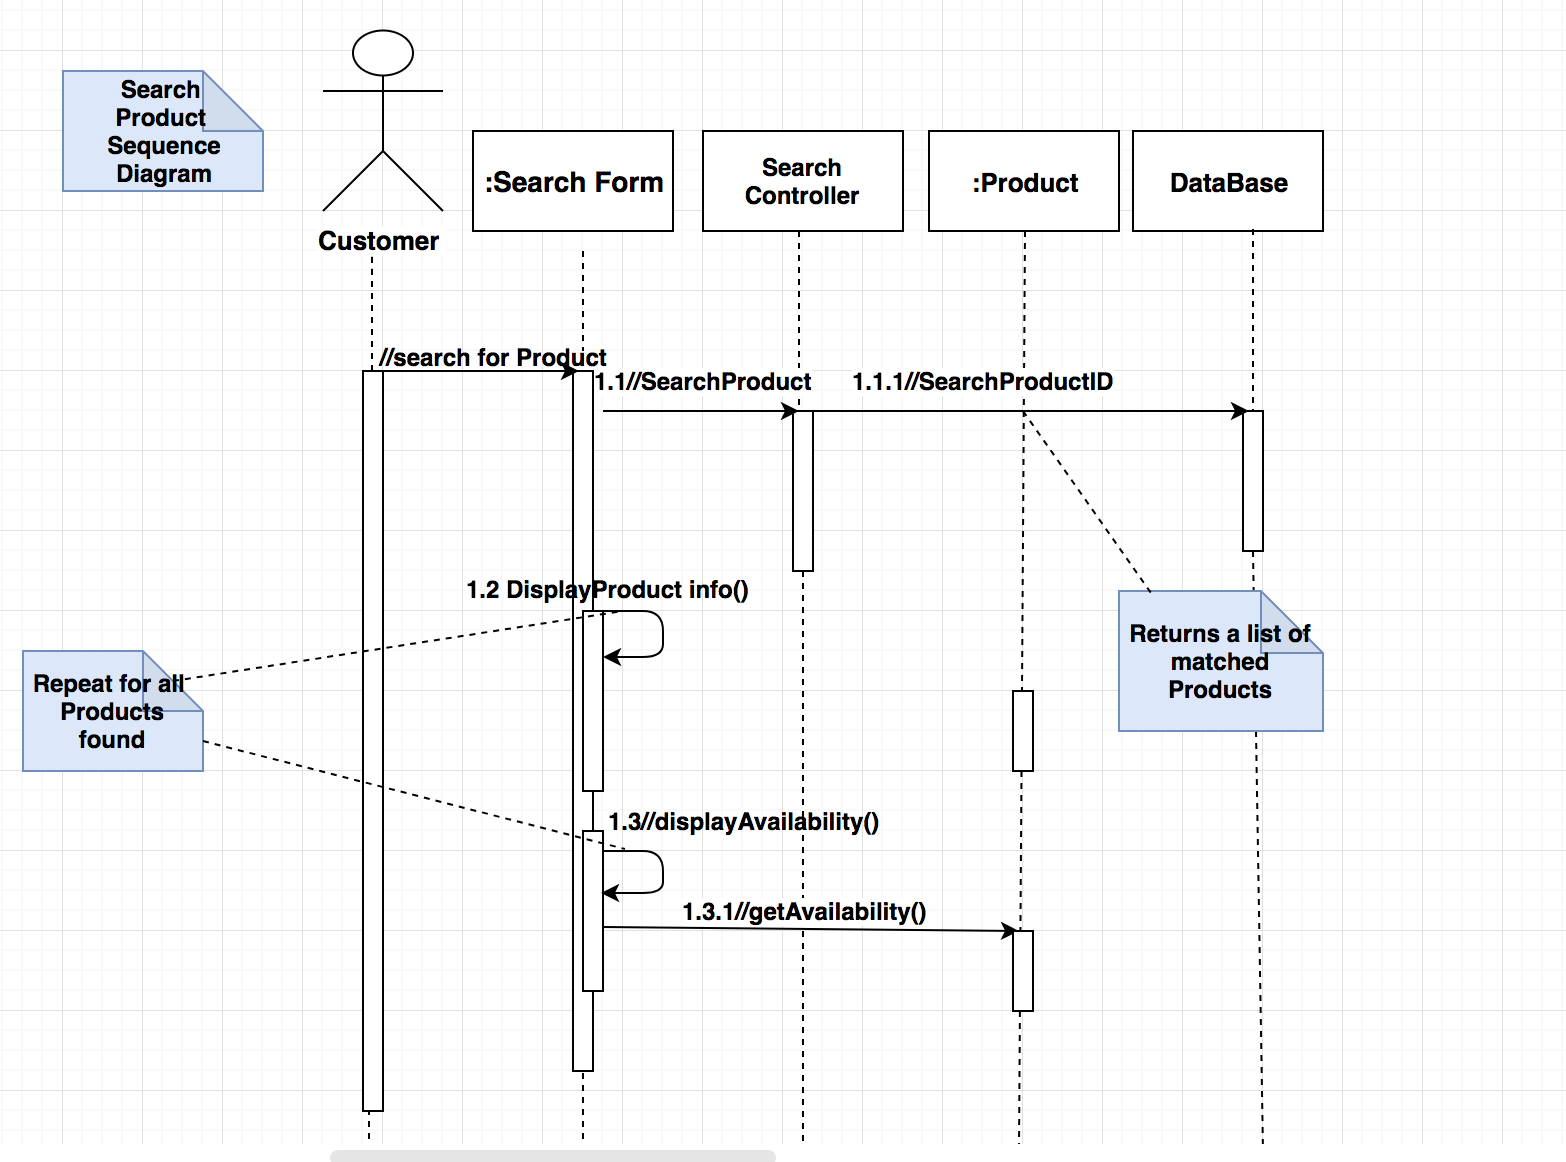 Search
Product
Sequence
Diagram
Customer
:Search Form
Search
Controller
:Product
DataBase
//search for Product
1.1//SearchProduct
1.1.1//SearchProductID
1.2 DisplayProduct info()
Repeat for all
Products
found
Returns a list of
matched
Products
1.3//displayAvailability()
1.3.1//getAvailability()